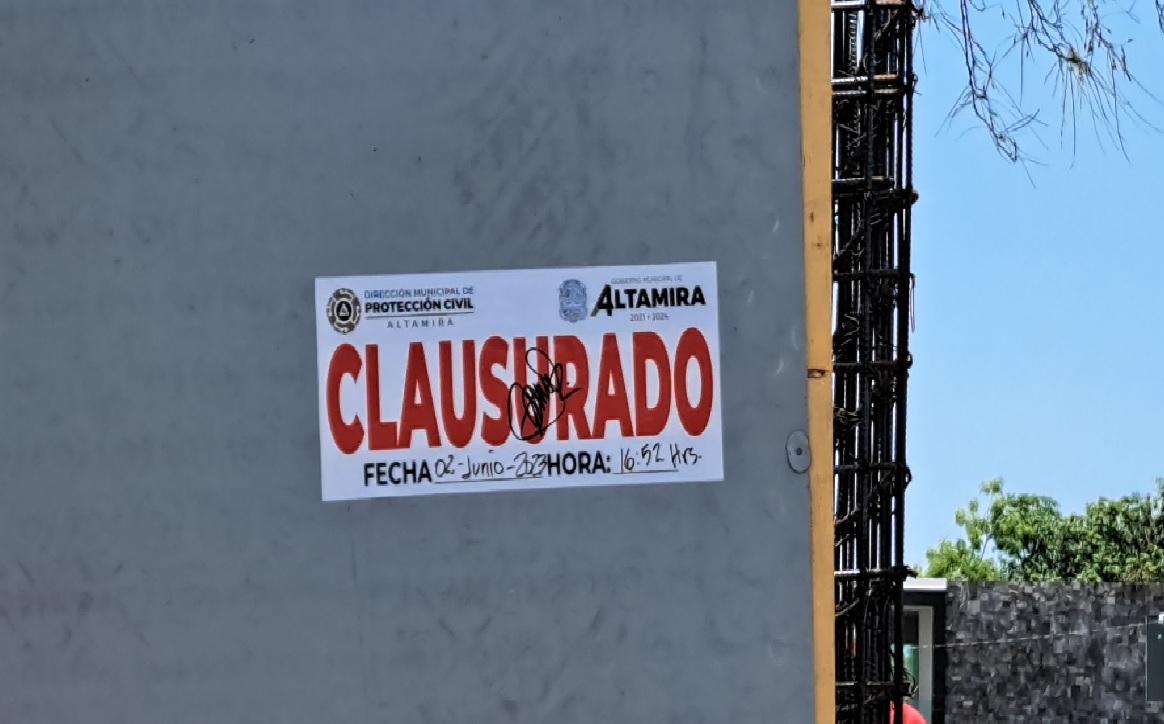 DIRECCIÓN MUNICIPAL DE
PROTECCIÓN CIVIL
ALTAMIRA
GOBIERNO MUNICIPAL DE
ALTAMIRA
2021 • 2024
CLAUSURADO
FECHA 02-Junio-2023 HORA: 16:52 Hrs.